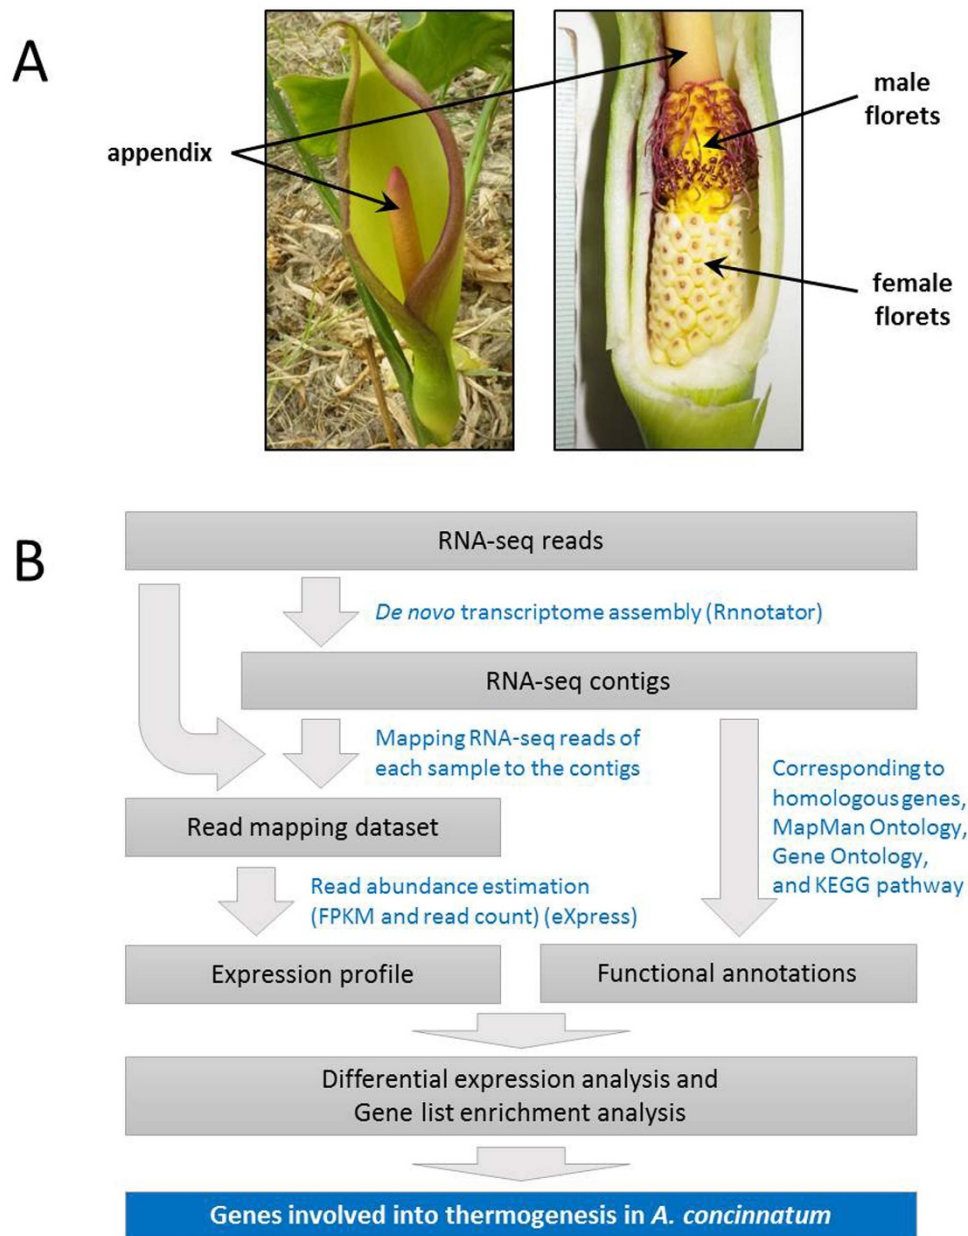 A
appendix
male
florets
female
florets
B
RNA-seq reads
De novo transcriptome assembly (Rnnotator)
RNA-seq contigs
Mapping RNA-seq reads of
each sample to the contigs
Corresponding to
homologous genes,
MapMan Ontology,
Gene Ontology,
and KEGG pathway
Read mapping dataset
Read abundance estimation
(FPKM and read count) (eXpress)
Expression profile
Functional annotations
Differential expression analysis and
Gene list enrichment analysis
Genes involved into thermogenesis in A. concinnatum